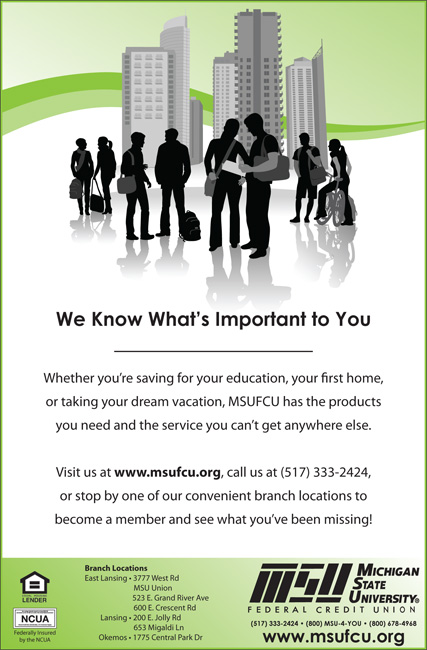 We Know What's Important to You
Whether you're saving for your education, your first home,
or taking your dream vacation, MSUFCU has the products
you need and the service you can't get anywhere else.
Visit us at www.msufcu.org, call us at (517) 333-2424,
or stop by one of our convenient branch locations to
become a member and see what you've been missing!
LENDER
NCUA
Federally Insured
by the NCUA
Branch Locations
East Lansing • 3777 West Rd
MSU Union
523 E. Grand River Ave
600 E. Crescent Rd
Lansing • 200 E. Jolly Rd
653 Migaldi Ln
Okemos • 1775 Central Park Dr
MSU
MICHIGAN
STATE
UNIVERSITY®
FEDERAL CREDIT UNION
(517) 333-2424 • (800) MSU-4-YOU • (800) 678-4968
www.msufcu.org